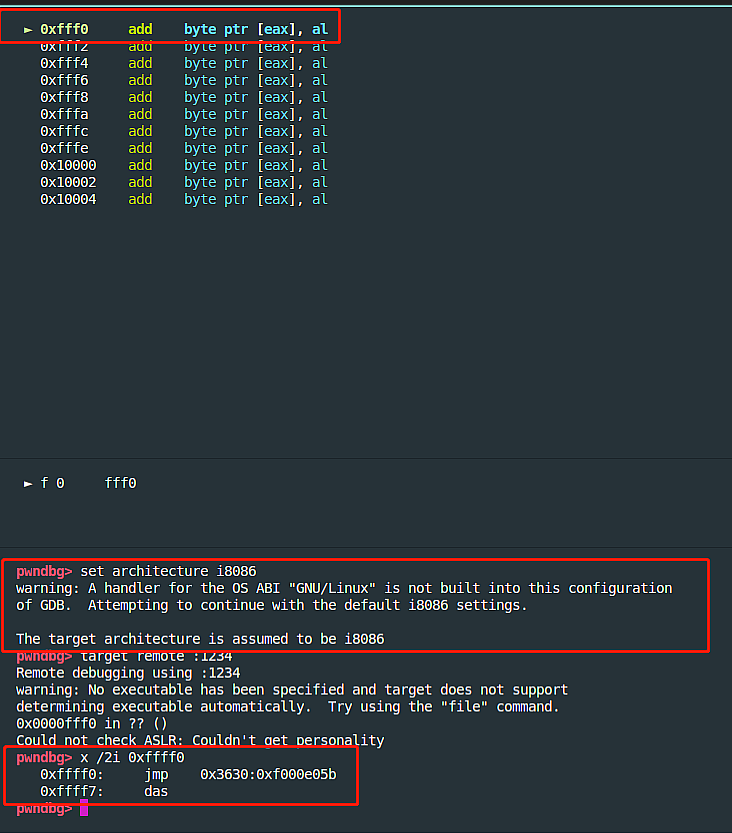 ► 0xfff0 add byte ptr [eax], al
0xfff2 add byte ptr [eax], al
0xfff4 add byte ptr [eax], al
0xfff6 add byte ptr [eax], al
0xfff8 add byte ptr [eax], al
0xfffa add byte ptr [eax], al
0xfffc add byte ptr [eax], al
0xfffe add byte ptr [eax], al
0x10000 add byte ptr [eax], al
0x10002 add byte ptr [eax], al
0x10004 add byte ptr [eax], al
► f 0 fff0
pwndbg> set architecture i8086
warning: A handler for the OS ABI "GNU/Linux" is not built into this configuration
of GDB. Attempting to continue with the default i8086 settings.
The target architecture is assumed to be i8086
pwndbg> target remote :1234
Remote debugging using :1234
warning: No executable has been specified and target does not support
determining executable automatically. Try using the "file" command.
0x0000fff0 in ?? ()
Could not check ASLR: Couldn't get personality
pwndbg> x /2i 0xffff0
0xffff0: jmp 0x3630:0xf000e05b
0xffff7: das
pwndbg>